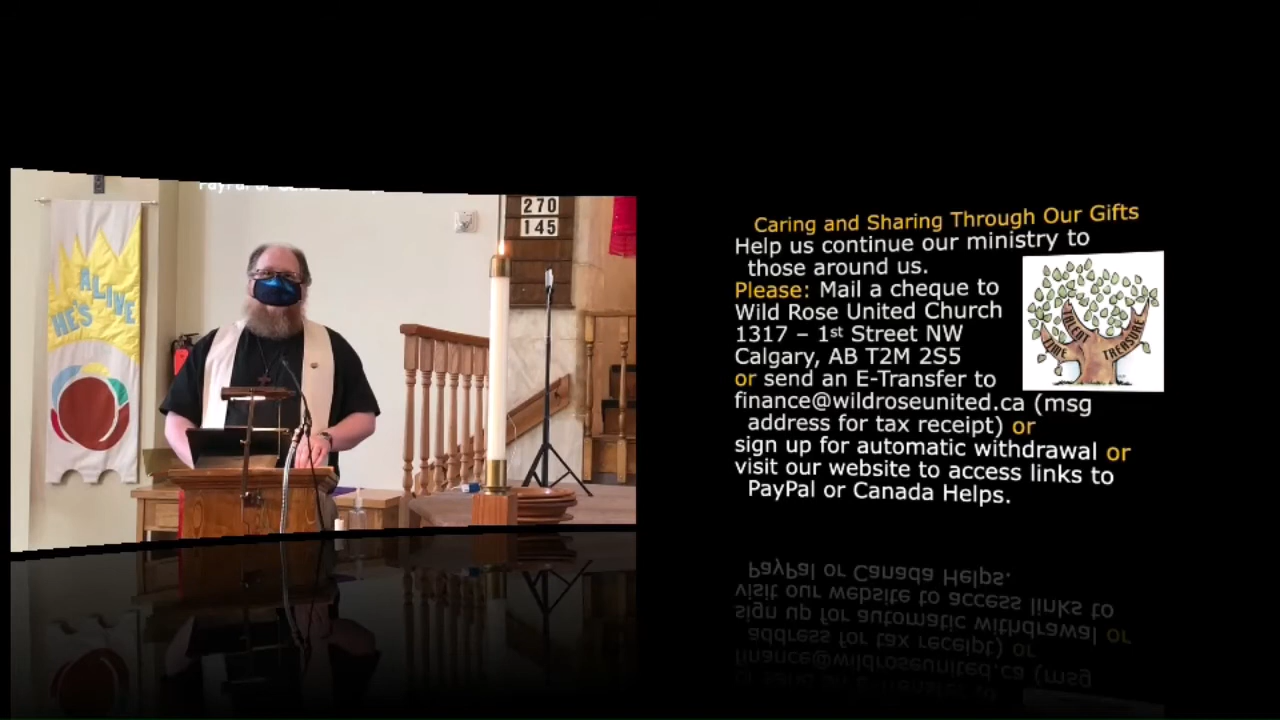 PayPal or Canada
270
145
HE'S ALIVE
Caring and Sharing Through Our Gifts
Help us continue our ministry to
those around us.
Please: Mail a cheque to
Wild Rose United Church
1317 – 1st Street NW
Calgary, AB T2M 2S5
or send an E-Transfer to
finance@wildroseunited.ca (msg
address for tax receipt) or
sign up for automatic withdrawal or
visit our website to access links to
PayPal or Canada Helps.
TIME TALENT TREASURE